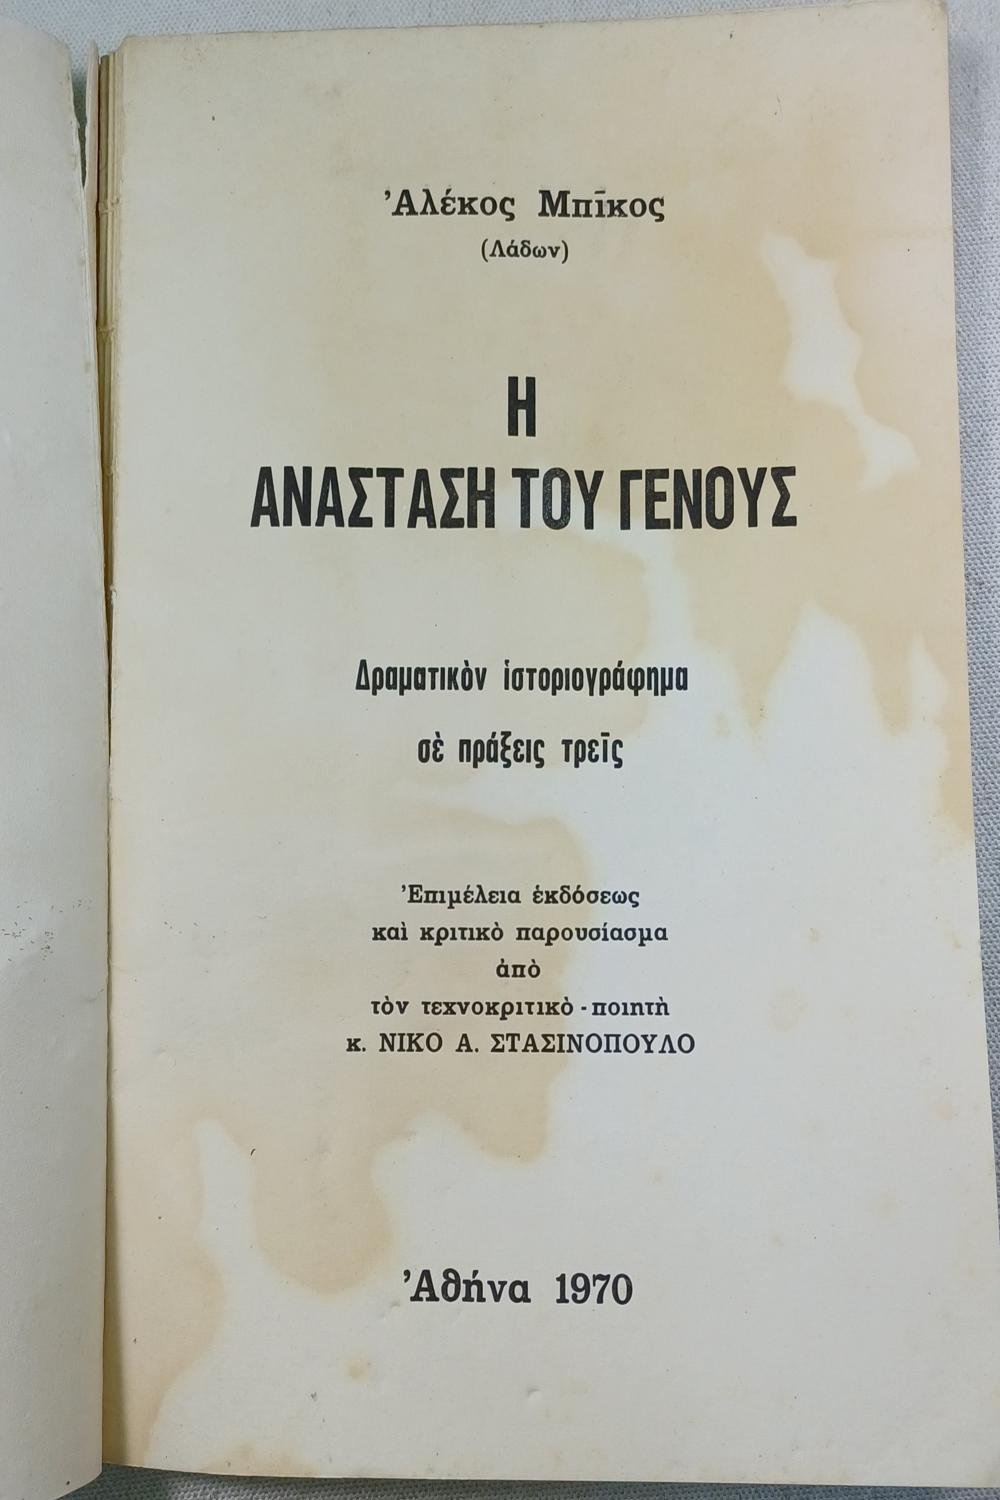 Ἀλέκος Μπῖκος
(Λάδων)
Η
ΑΝΑΣΤΑΣΗ ΤΟΥ ΓΕΝΟΥΣ
Δραματικὸν ἱστοριογράφημα
σὲ πράξεις τρεῖς
Ἐπιμέλεια ἐκδόσεως
καὶ κριτικὸ παρουσίασμα
ἀπὸ
τὸν τεχνοκριτικὸ - ποιητὴ
κ. ΝΙΚΟ Α. ΣΤΑΣΙΝΟΠΟΥΛΟ
Ἀθήνα 1970